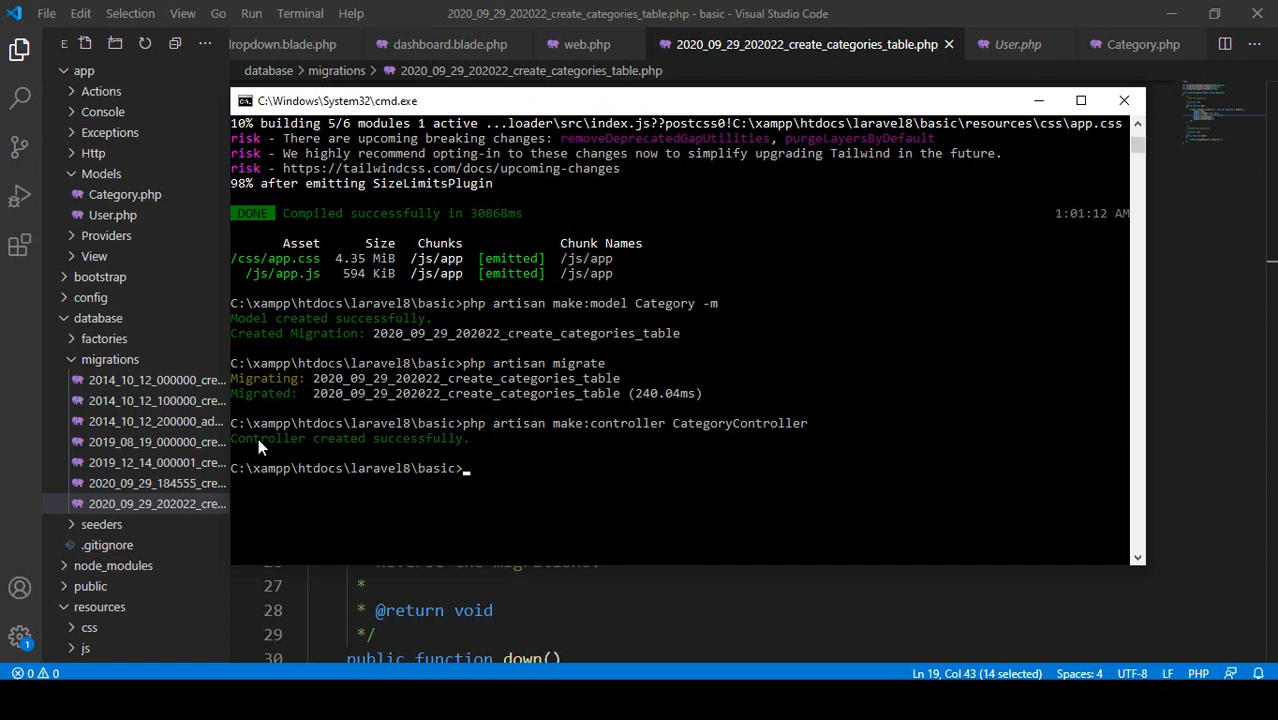 File Edit Selection View Go Run Terminal Help 2020_09_29_202022_create_categories_table.php - basic - Visual Studio Code
E ... dropdown.blade.php dashboard.blade.php web.php 2020_09_29_202022_create_categories_table.php User.php Category.php
database > migrations > 2020_09_29_202022_create_categories_table.php
app
Actions
Console
Exceptions
Http
Models
Category.php
User.php
Providers
View
bootstrap
config
database
factories
migrations
2014_10_12_000000_cre...
2014_10_12_100000_cre...
2014_10_12_200000_ad...
2019_08_19_000000_cre...
2019_12_14_000001_cre...
2020_09_29_184555_cre...
2020_09_29_202022_cre...
seeders
.gitignore
node_modules
public
resources
css
js
C:\Windows\System32\cmd.exe
10% building 5/6 modules 1 active ...loader\src\index.js??postcss0!C:\xampp\htdocs\laravel8\basic\resources\css\app.css
risk - There are upcoming breaking changes: removeDeprecatedGapUtilities, purgeLayersByDefault
risk - We highly recommend opting-in to these changes now to simplify upgrading Tailwind in the future.
risk - https://tailwindcss.com/docs/upcoming-changes
98% after emitting SizeLimitsPlugin
DONE Compiled successfully in 30868ms 1:01:12 AM
Asset Size Chunks Chunk Names
/css/app.css 4.35 MiB /js/app [emitted] /js/app
/js/app.js 594 KiB /js/app [emitted] /js/app
C:\xampp\htdocs\laravel8\basic>php artisan make:model Category -m
Model created successfully.
Created Migration: 2020_09_29_202022_create_categories_table
C:\xampp\htdocs\laravel8\basic>php artisan migrate
Migrating: 2020_09_29_202022_create_categories_table
Migrated: 2020_09_29_202022_create_categories_table (240.04ms)
C:\xampp\htdocs\laravel8\basic>php artisan make:controller CategoryController
Controller created successfully.
C:\xampp\htdocs\laravel8\basic>
27 *
28 * @return void
29 */
30 public function down()
0 0 Ln 19, Col 43 (14 selected) Spaces: 4 UTF-8 LF PHP
1